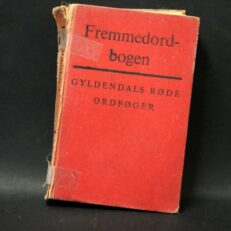 Fremmedord-
bogen
GYLDENDALS RØDE
ORDBØGER